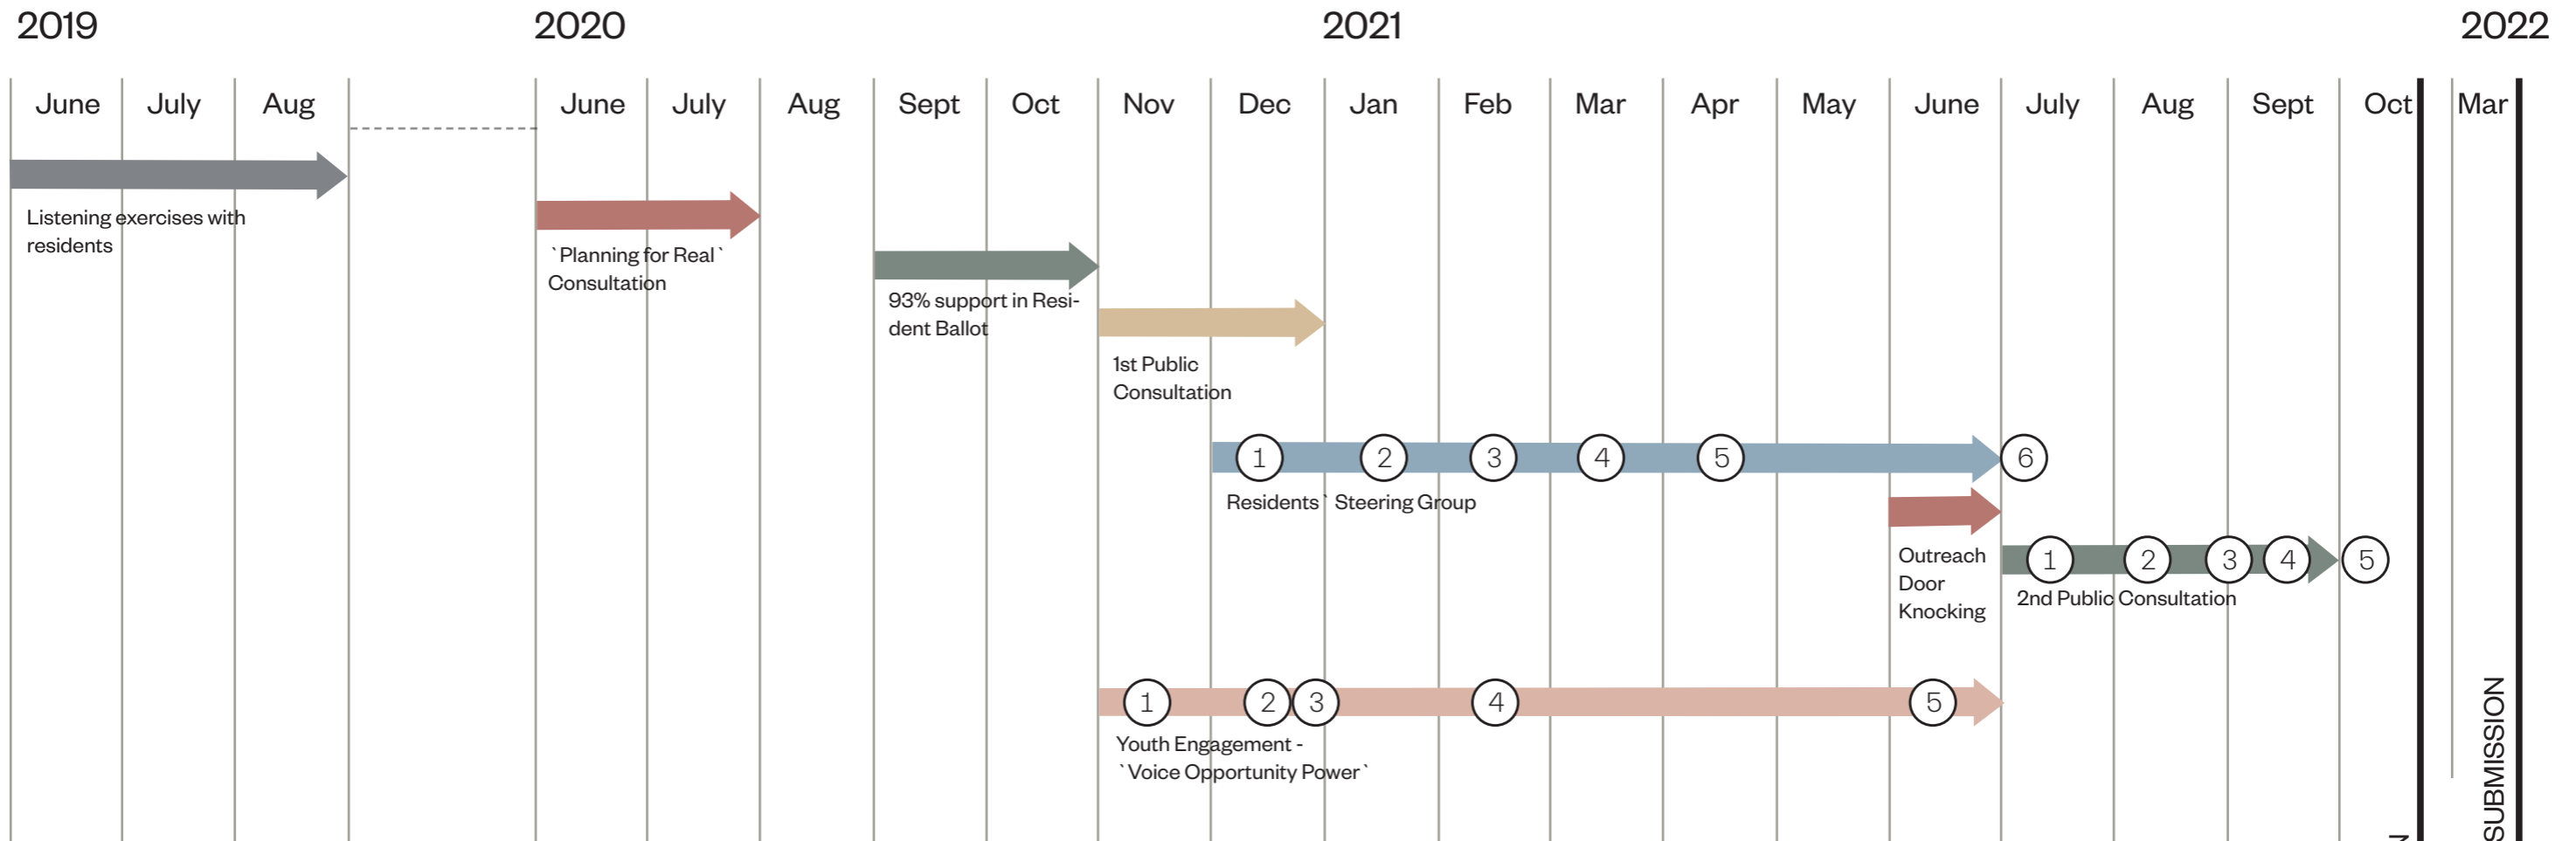 2019 2020 2021 2022
June July Aug June July Aug Sept Oct Nov Dec Jan Feb Mar Apr May June July Aug Sept Oct Mar
Listening exercises with
residents
`Planning for Real`
Consultation
93% support in Resi-
dent Ballot
1st Public
Consultation
1 2 3 4 5 6
Residents` Steering Group
Outreach
Door
Knocking
1 2 3 4 5
2nd Public Consultation
1 2 3 4 5
Youth Engagement -
`Voice Opportunity Power`
SUBMISSION